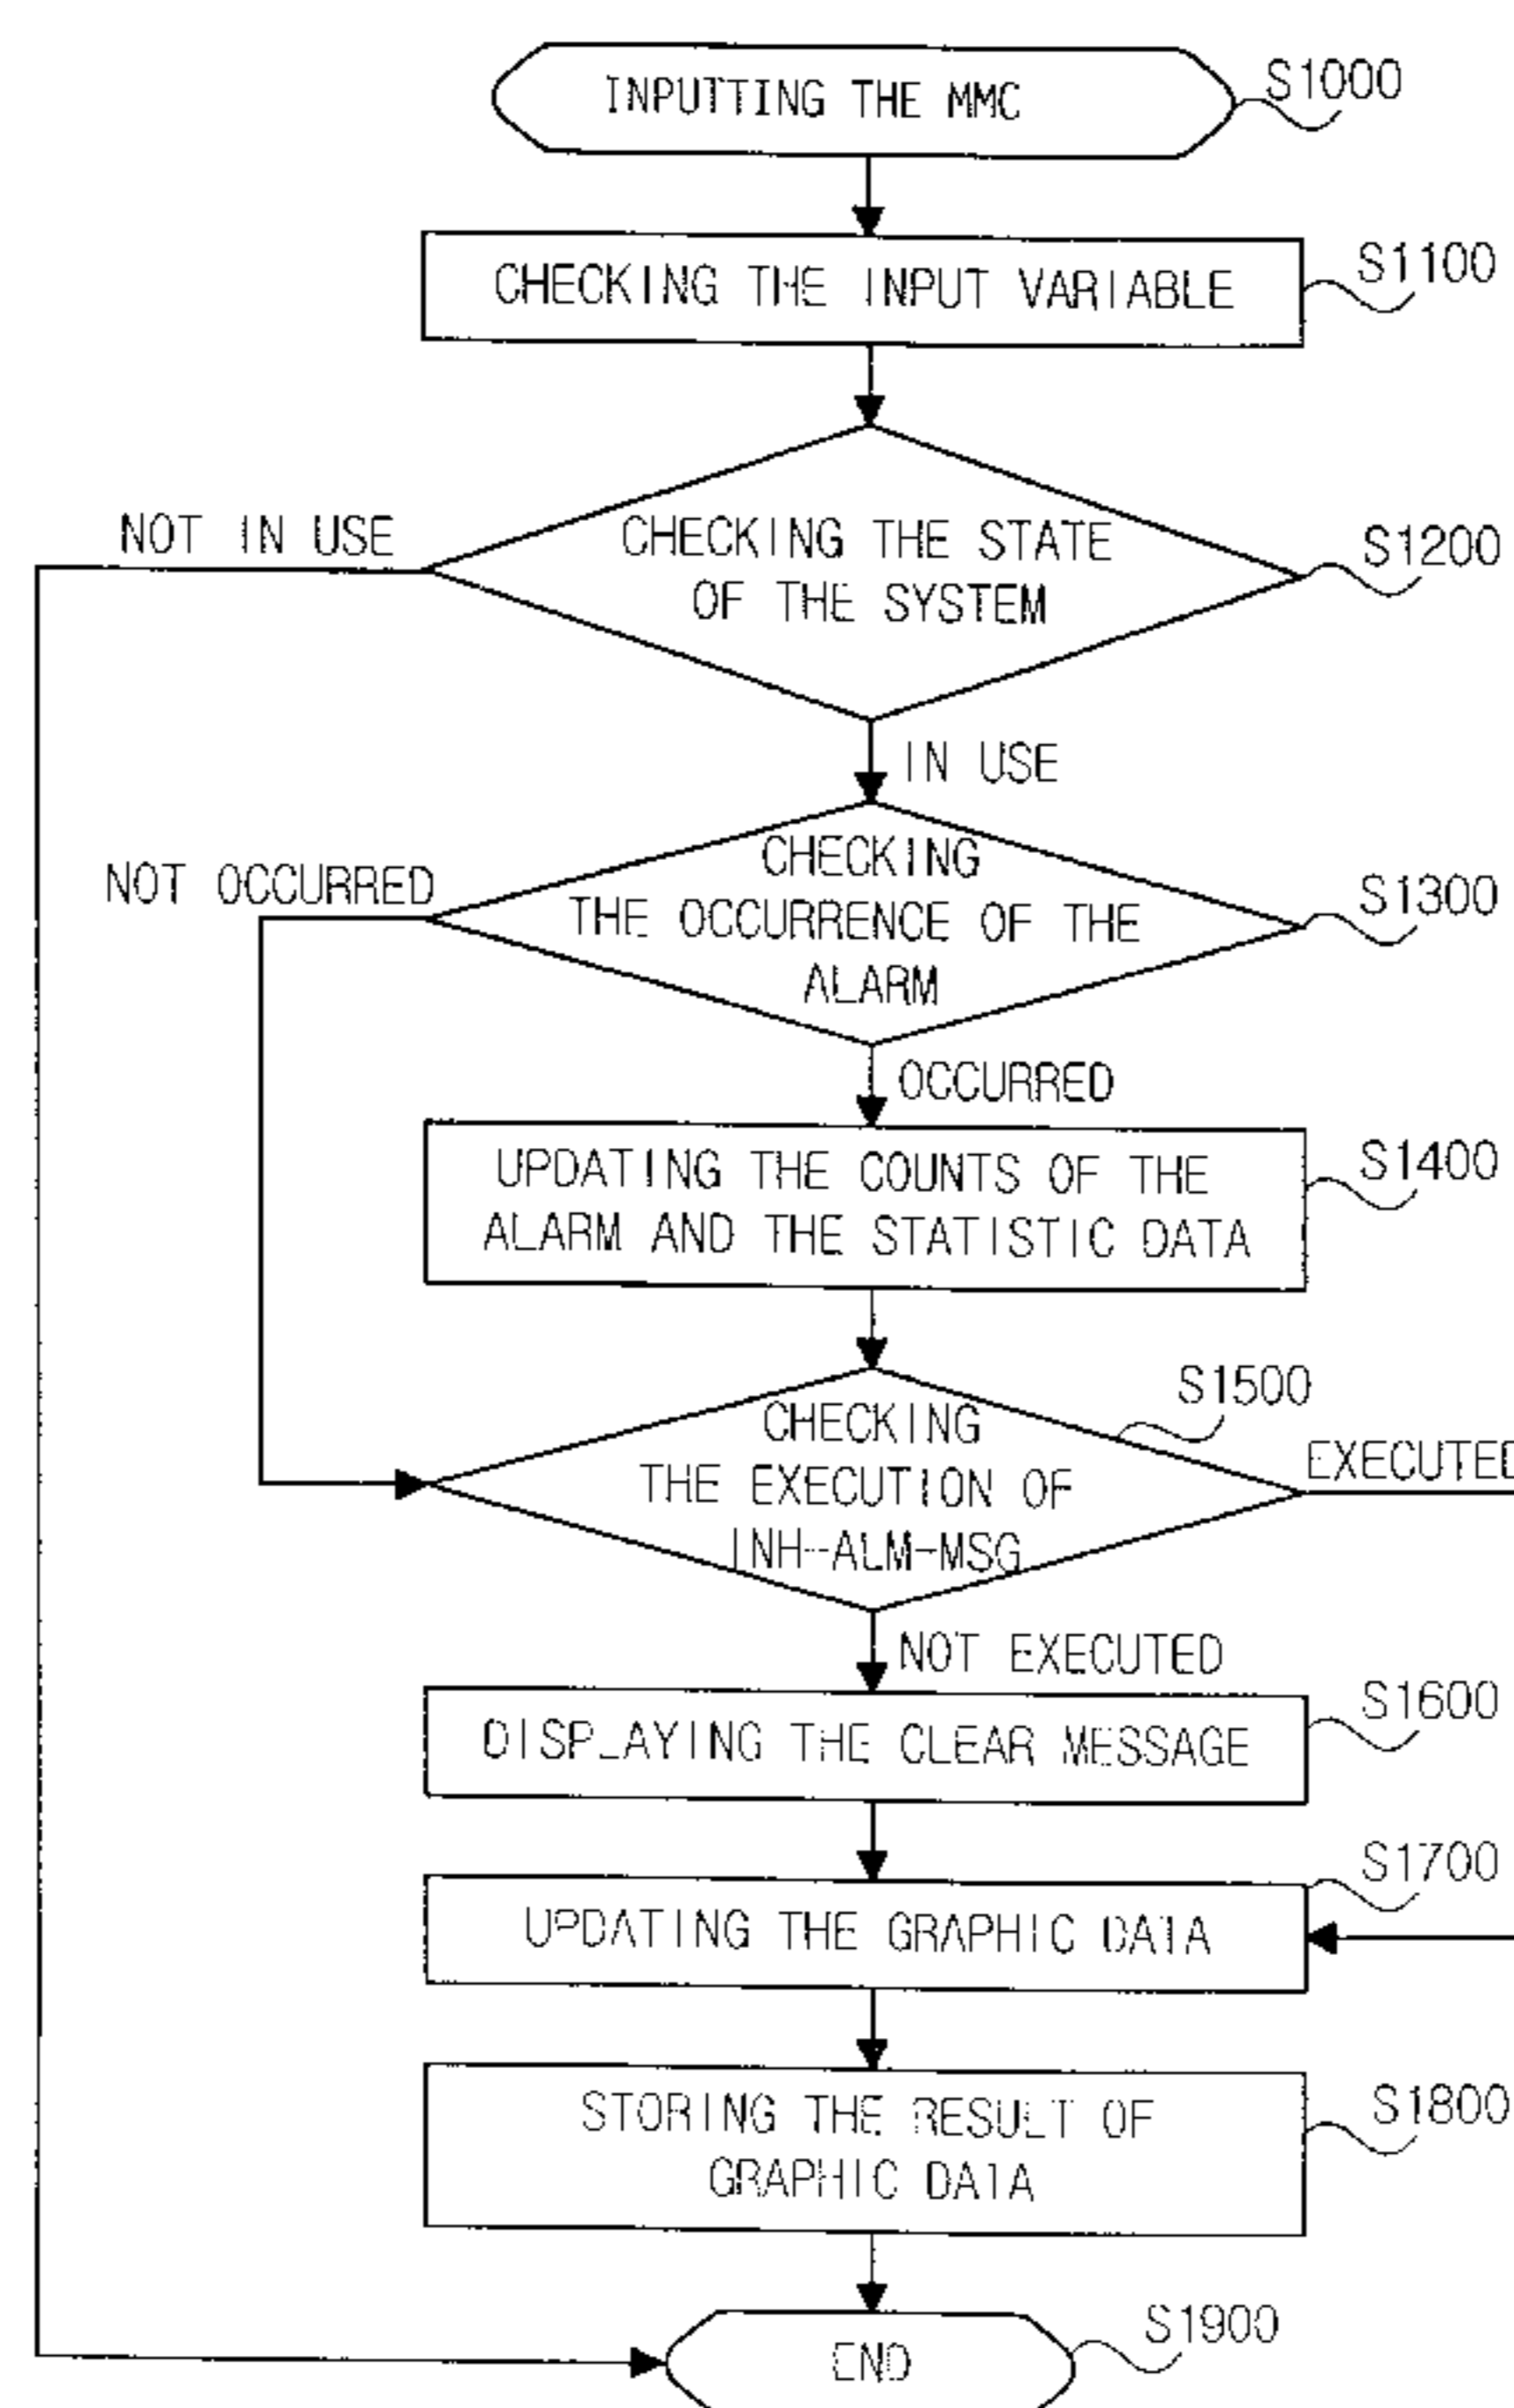 INPUTTING THE MMC
S1000
CHECKING THE INPUT VARIABLE
S1100
NOT IN USE
CHECKING THE STATE
OF THE SYSTEM
S1200
IN USE
NOT OCCURRED
CHECKING
THE OCCURRENCE OF THE
ALARM
S1300
OCCURRED
UPDATING THE COUNTS OF THE
ALARM AND THE STATISTIC DATA
S1400
CHECKING
THE EXECUTION OF
INH-ALM-MSG
S1500
EXECUTED
NOT EXECUTED
DISPLAYING THE CLEAR MESSAGE
S1600
UPDATING THE GRAPHIC DATA
S1700
STORING THE RESULT OF
GRAPHIC DATA
S1800
END
S1900